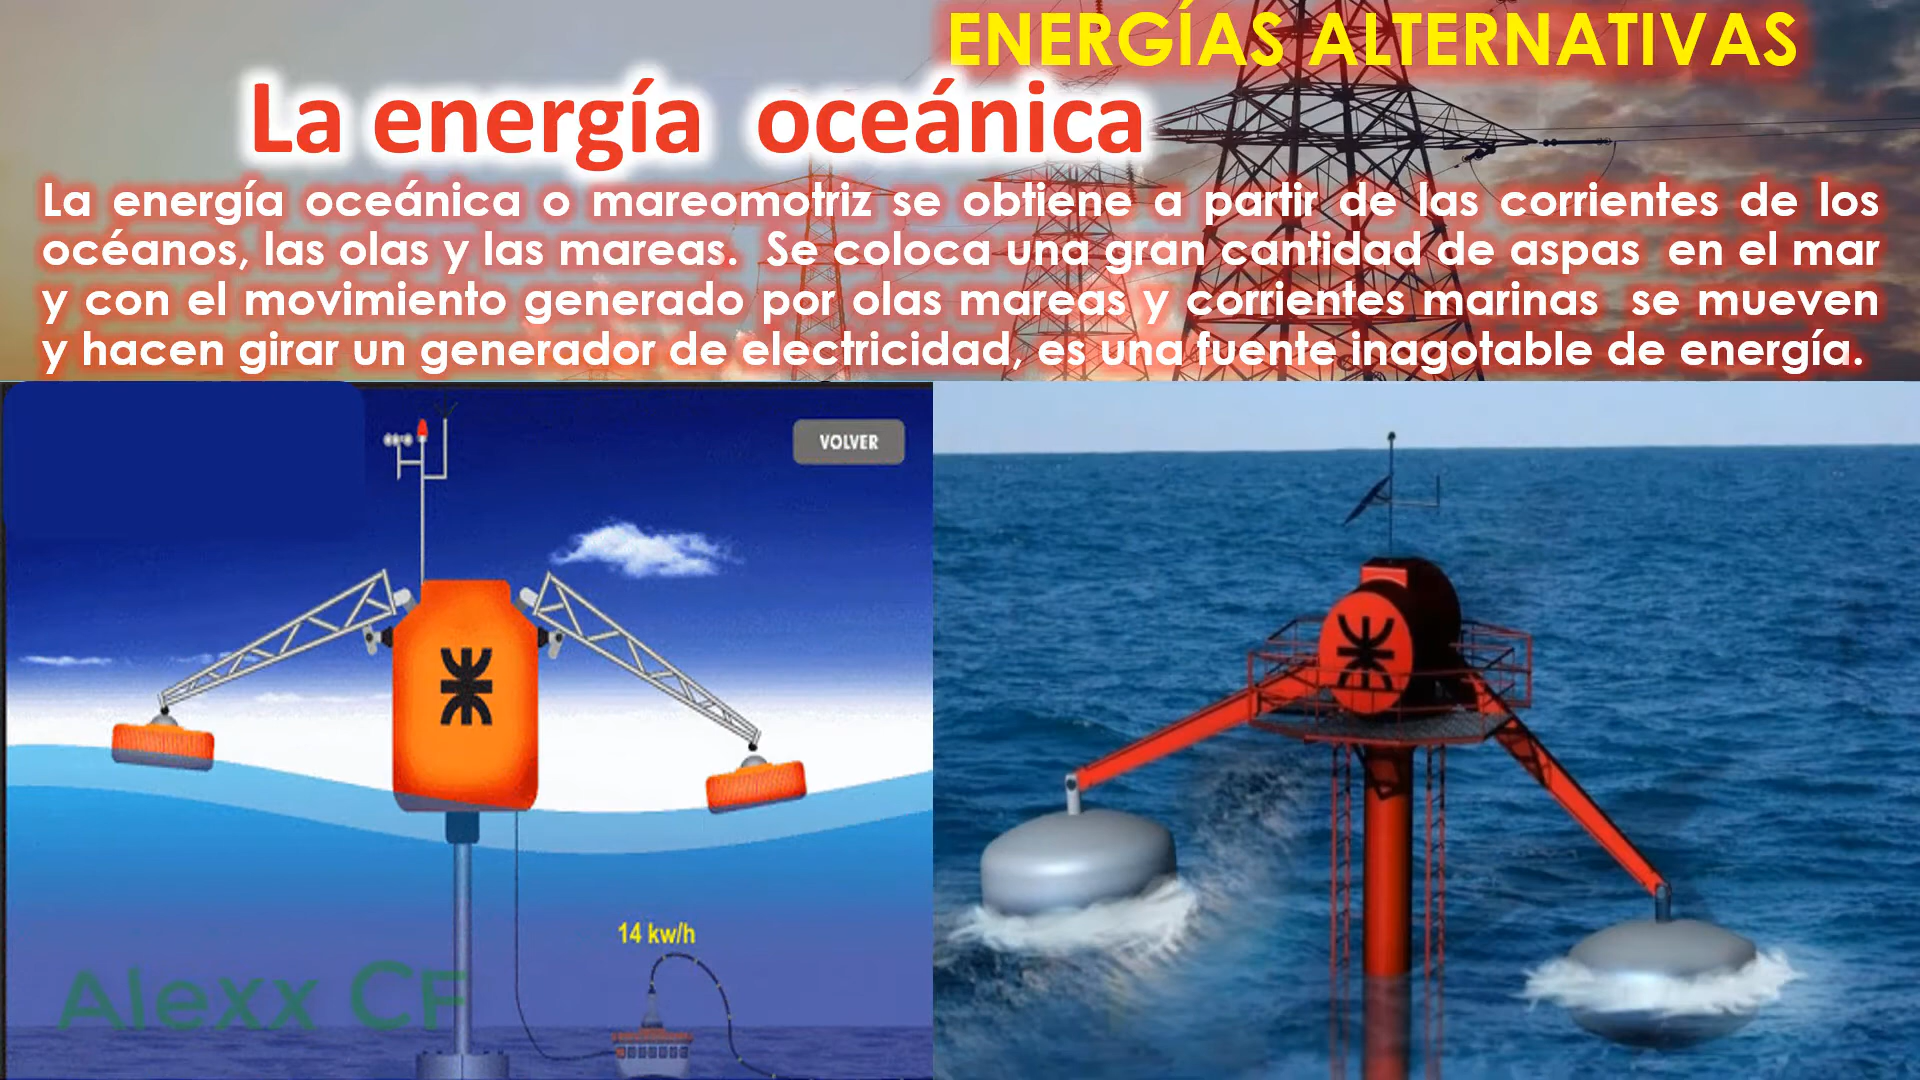 ENERGÍAS ALTERNATIVAS
La energía oceánica
La energía oceánica o mareomotriz se obtiene a partir de las corrientes de los
océanos, las olas y las mareas. Se coloca una gran cantidad de aspas en el mar
y con el movimiento generado por olas mareas y corrientes marinas se mueven
y hacen girar un generador de electricidad, es una fuente inagotable de energía.
VOLVER
14 kw/h
Alexx CF